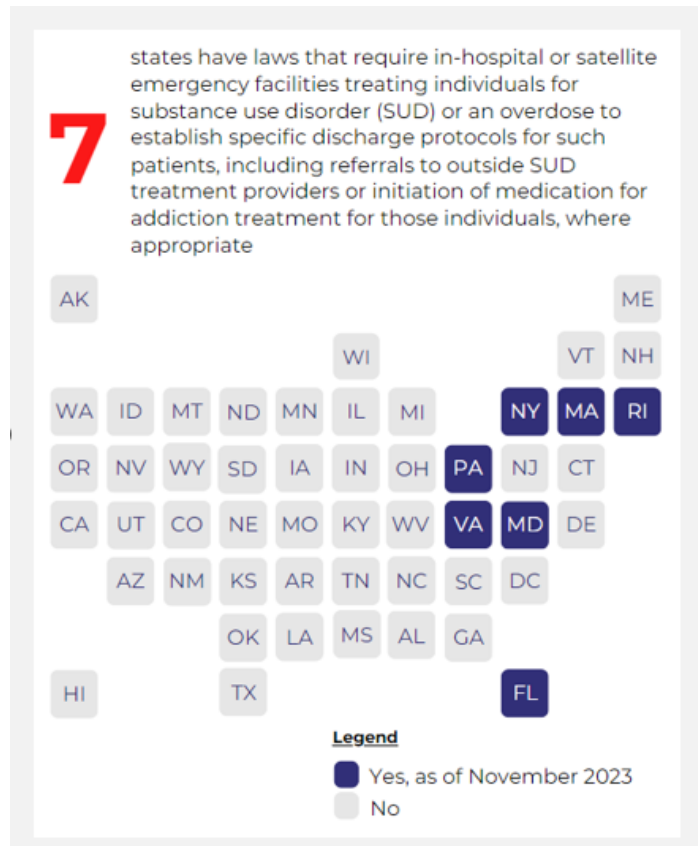 7
states have laws that require in-hospital or satellite
emergency facilities treating individuals for
substance use disorder (SUD) or an overdose to
establish specific discharge protocols for such
patients, including referrals to outside SUD
treatment providers or initiation of medication for
addiction treatment for those individuals, where
appropriate
AK ME
WI VT NH
WA ID MT ND MN IL MI NY MA RI
OR NV WY SD IA IN OH PA NJ CT
CA UT CO NE MO KY WV VA MD DE
AZ NM KS AR TN NC SC DC
OK LA MS AL GA
HI TX FL
Legend
Yes, as of November 2023
No